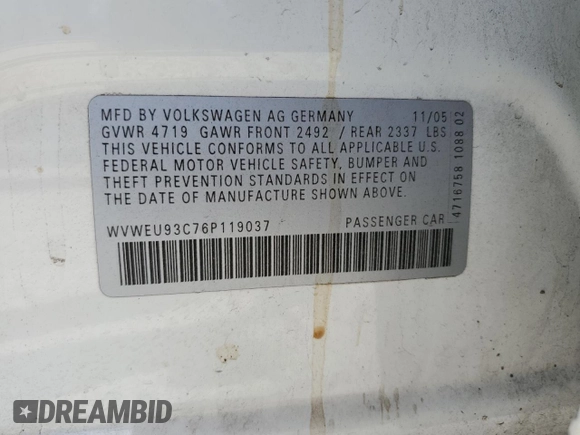 MFD BY VOLKSWAGEN AG GERMANY 11/05
GVWR 4719 GAWR FRONT 2492 / REAR 2337 LBS
THIS VEHICLE CONFORMS TO ALL APPLICABLE U.S.
FEDERAL MOTOR VEHICLE SAFETY, BUMPER AND
THEFT PREVENTION STANDARDS IN EFFECT ON
THE DATE OF MANUFACTURE SHOWN ABOVE.
WVWEU93C76P119037 PASSENGER CAR
4716758 1088 02
DREAMBID